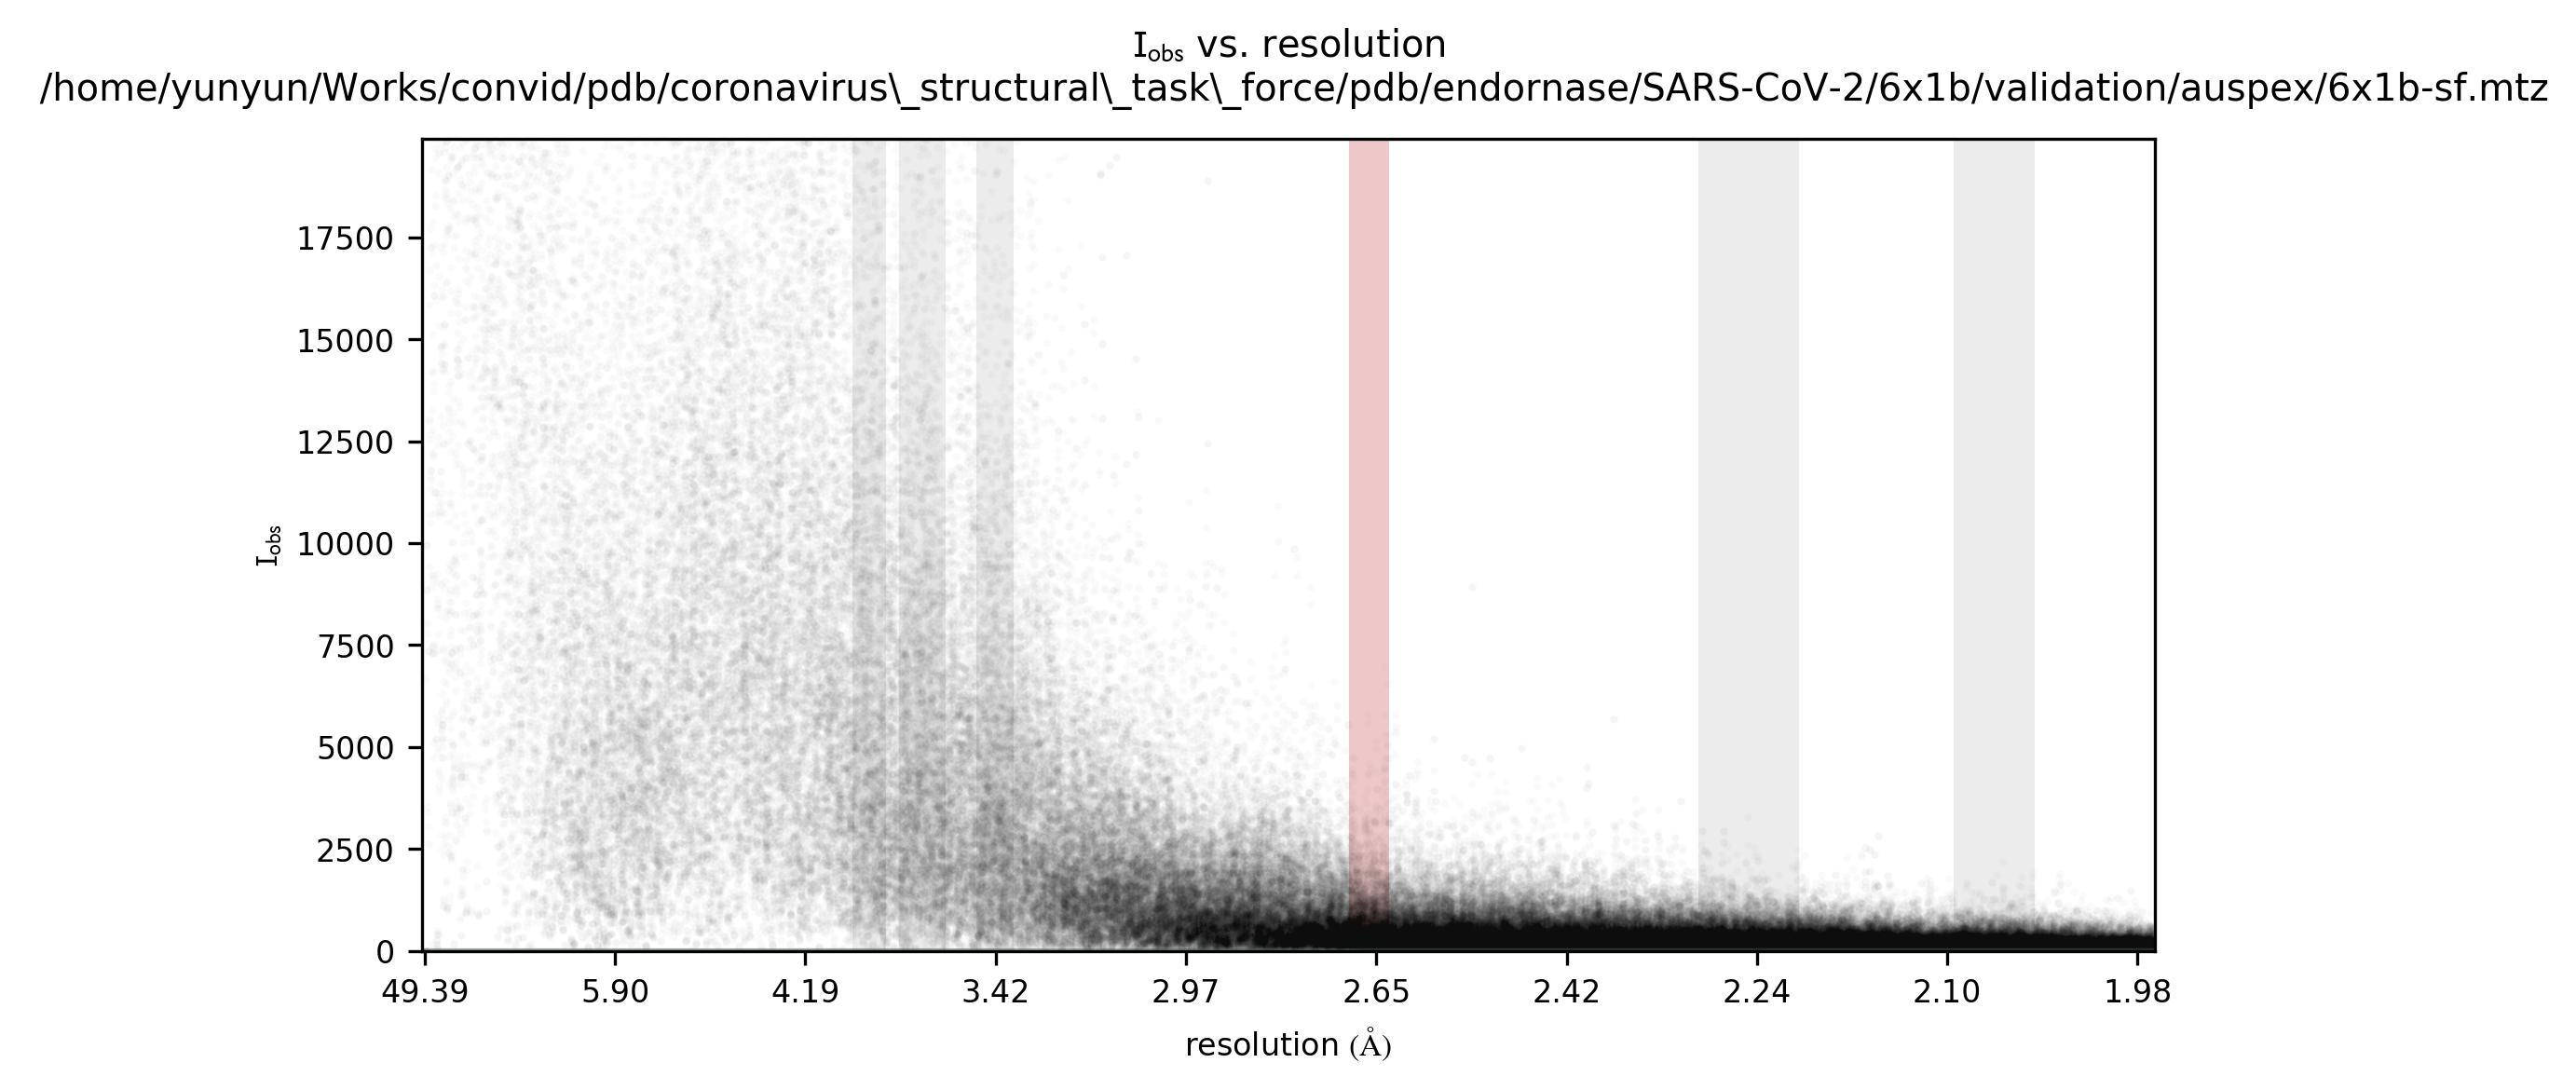 I_obs vs. resolution
/home/yunyun/Works/convid/pdb/coronavirus\_structural\_task\_force/pdb/endornase/SARS-CoV-2/6x1b/validation/auspex/6x1b-sf.mtz
17500
15000
12500
10000
7500
5000
2500
0
I_obs
49.39 5.90 4.19 3.42 2.97 2.65 2.42 2.24 2.10 1.98
resolution (Å)